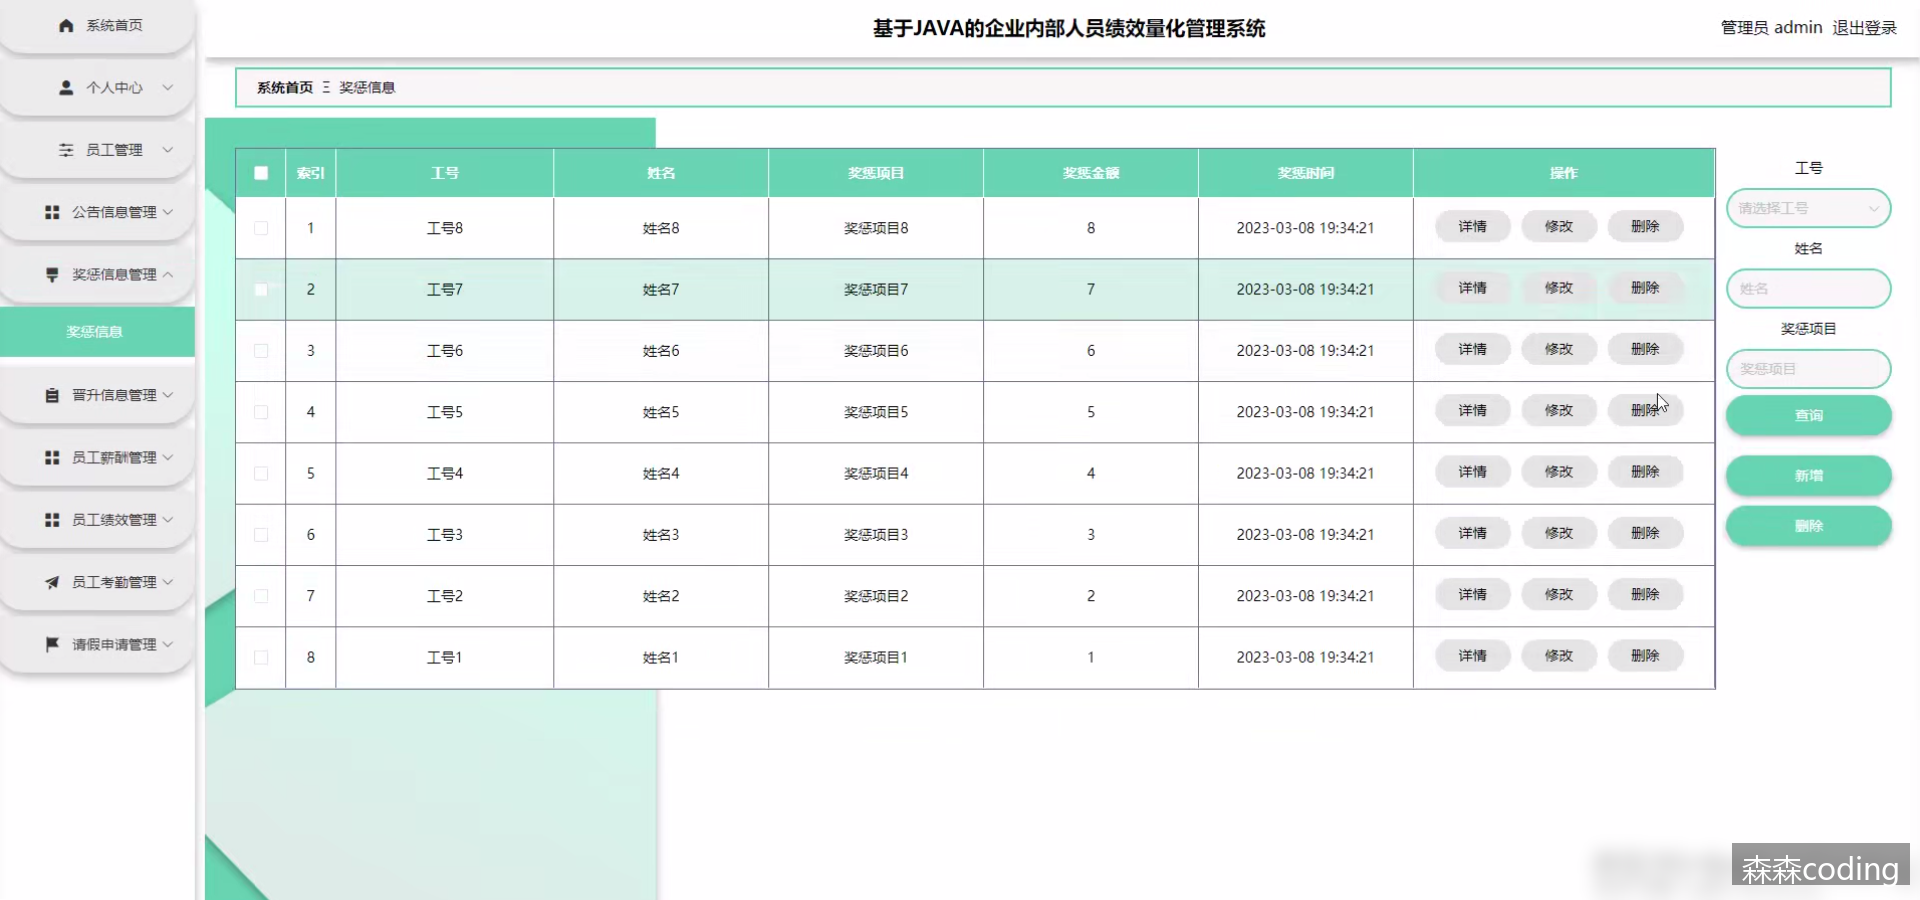 系统首页
个人中心
员工管理
公告信息管理
奖惩信息管理
奖惩信息
晋升信息管理
员工薪酬管理
员工绩效管理
员工考勤管理
请假申请管理
基于JAVA的企业内部人员绩效量化管理系统
管理员 admin 退出登录
系统首页 Ξ 奖惩信息
索引 工号 姓名 奖惩项目 奖惩金额 奖惩时间 操作
1 工号8 姓名8 奖惩项目8 8 2023-03-08 19:34:21 详情 修改 删除
2 工号7 姓名7 奖惩项目7 7 2023-03-08 19:34:21 详情 修改 删除
3 工号6 姓名6 奖惩项目6 6 2023-03-08 19:34:21 详情 修改 删除
4 工号5 姓名5 奖惩项目5 5 2023-03-08 19:34:21 详情 修改 删除
5 工号4 姓名4 奖惩项目4 4 2023-03-08 19:34:21 详情 修改 删除
6 工号3 姓名3 奖惩项目3 3 2023-03-08 19:34:21 详情 修改 删除
7 工号2 姓名2 奖惩项目2 2 2023-03-08 19:34:21 详情 修改 删除
8 工号1 姓名1 奖惩项目1 1 2023-03-08 19:34:21 详情 修改 删除
工号
请选择工号
姓名
姓名
奖惩项目
奖惩项目
查询
新增
删除
森森coding